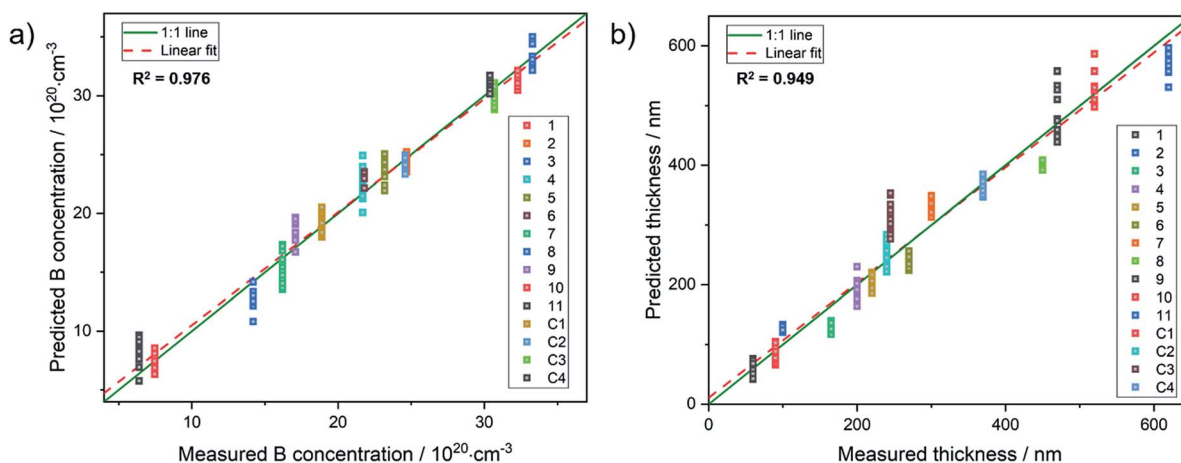 a)
1:1 line
Linear fit
R² = 0.976
Predicted B concentration / 10²⁰·cm⁻³
30
20
10
1
2
3
4
5
6
7
8
9
10
11
C1
C2
C3
C4
10
20
30
Measured B concentration / 10²⁰·cm⁻³
b)
1:1 line
Linear fit
R² = 0.949
Predicted thickness / nm
600
400
200
0
1
2
3
4
5
6
7
8
9
10
11
C1
C2
C3
C4
0
200
400
600
Measured thickness / nm